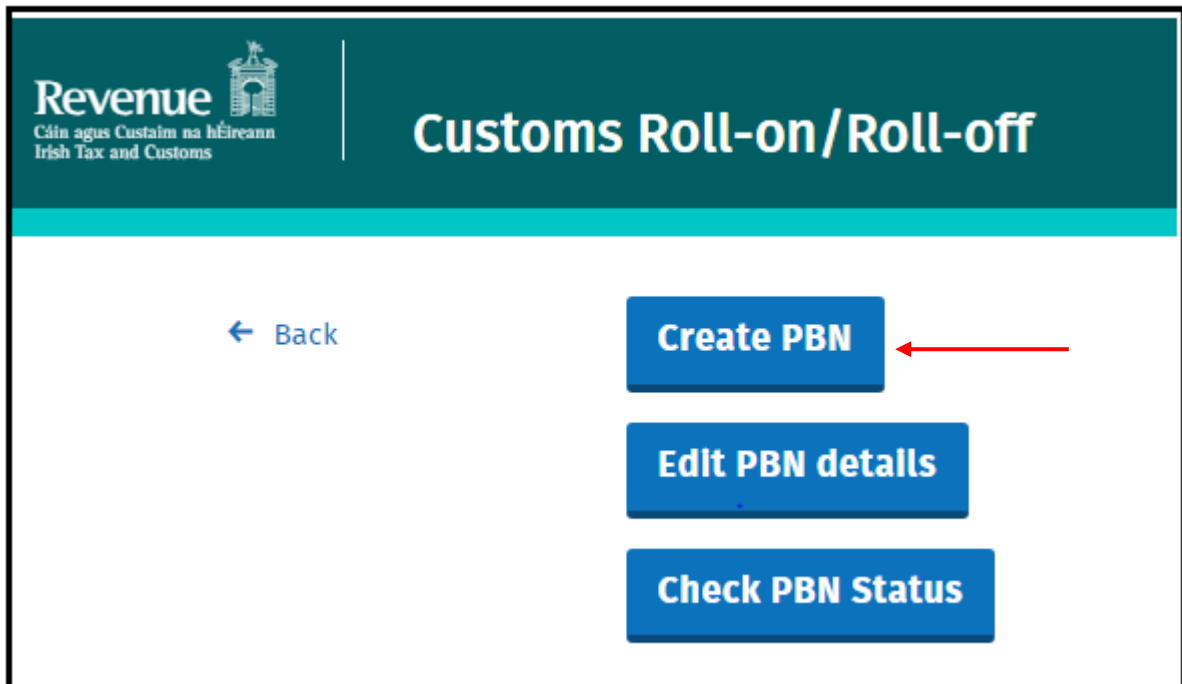 Revenue
Cáin agus Custaim na hÉireann
Irish Tax and Customs
Customs Roll-on/Roll-off
← Back
Create PBN
Edit PBN details
Check PBN Status